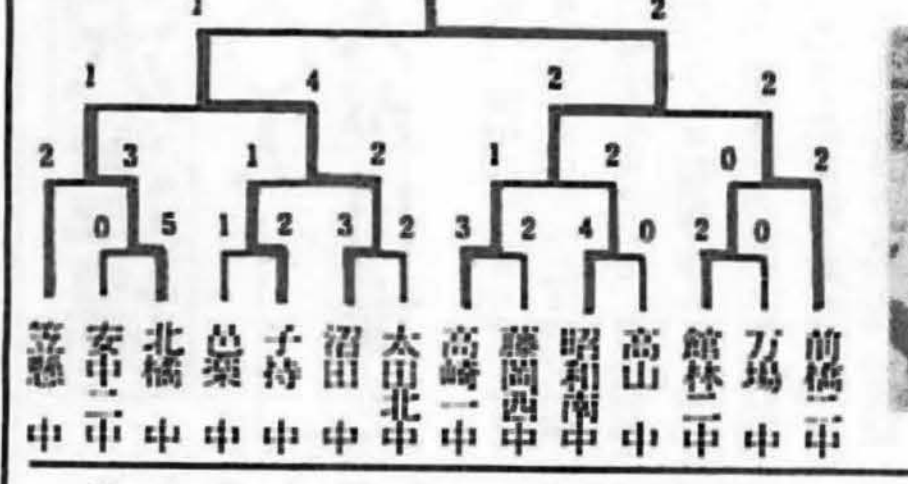 1 2
1 4 2 2
2 3 1 2 1 2 0 2
0 5 1 2 3 2 3 2 4 0 2 0
笠懸中
安中二中
北橘中
邑楽中
子持中
沼田中
太田北中
高崎一中
藤岡西中
昭和南中
高山中
館林二中
万場中
前橋二中